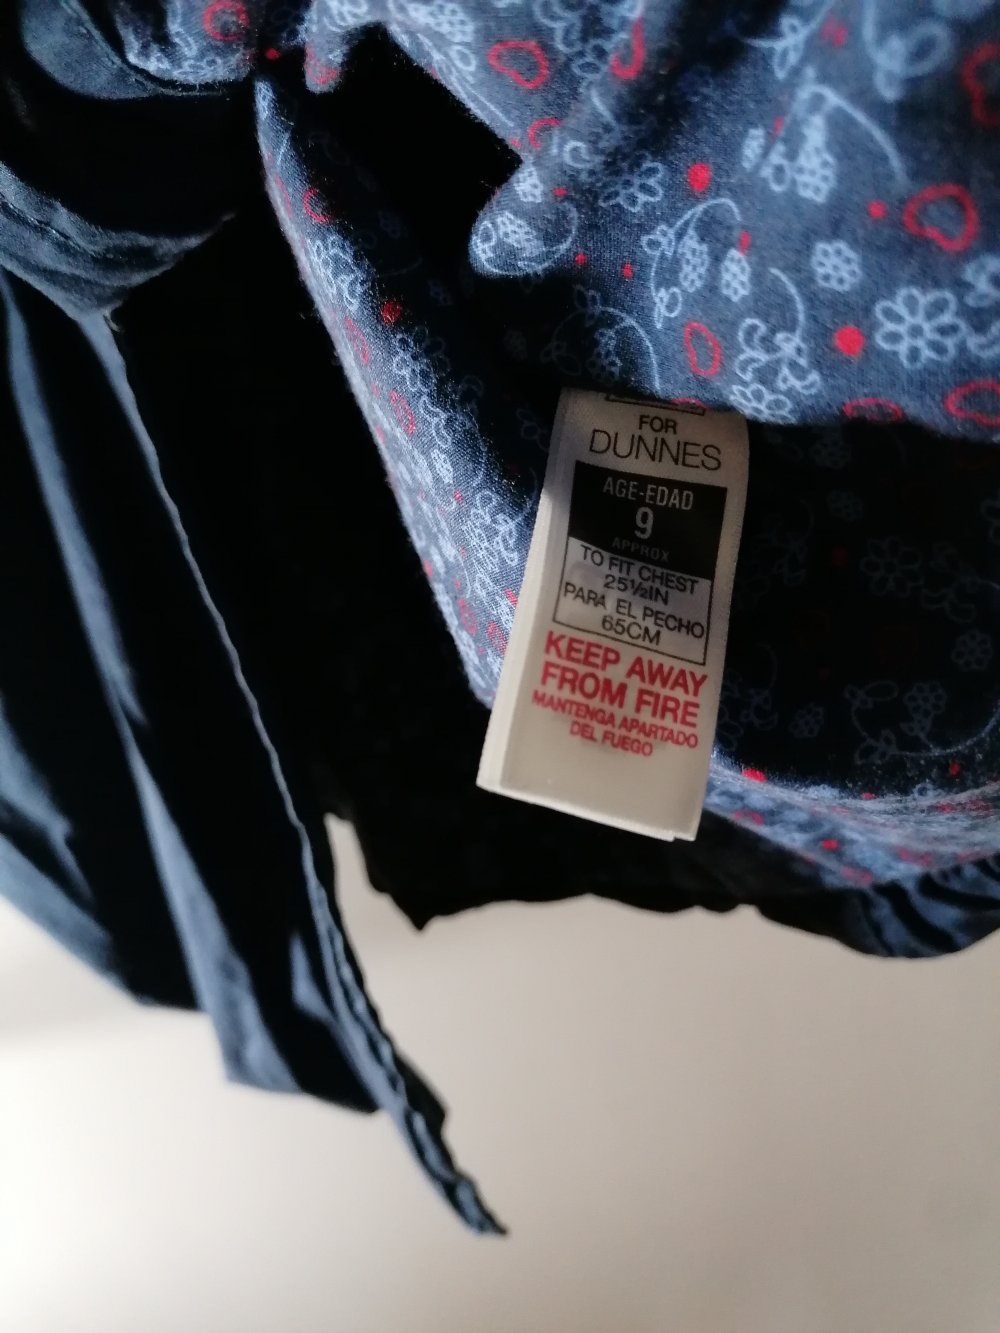 FOR
DUNNES
AGE-EDAD
9
APPROX
TO FIT CHEST
25½IN
PARA EL PECHO
65CM
KEEP AWAY
FROM FIRE
MANTENGA APARTADO
DEL FUEGO